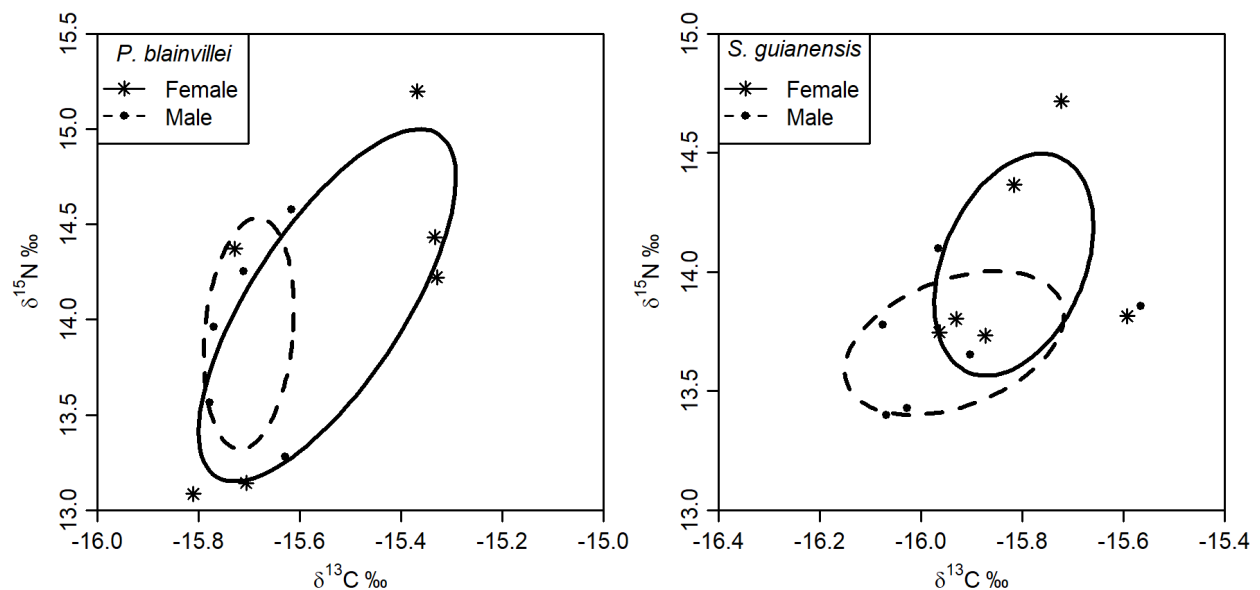 P. blainvillei
Female
Male
15.5
15.0
14.5
14.0
13.5
13.0
δ15N ‰
-16.0 -15.8 -15.6 -15.4 -15.2 -15.0
δ13C ‰
S. guianensis
Female
Male
15.0
14.5
14.0
13.5
13.0
δ15N ‰
-16.4 -16.2 -16.0 -15.8 -15.6 -15.4
δ13C ‰